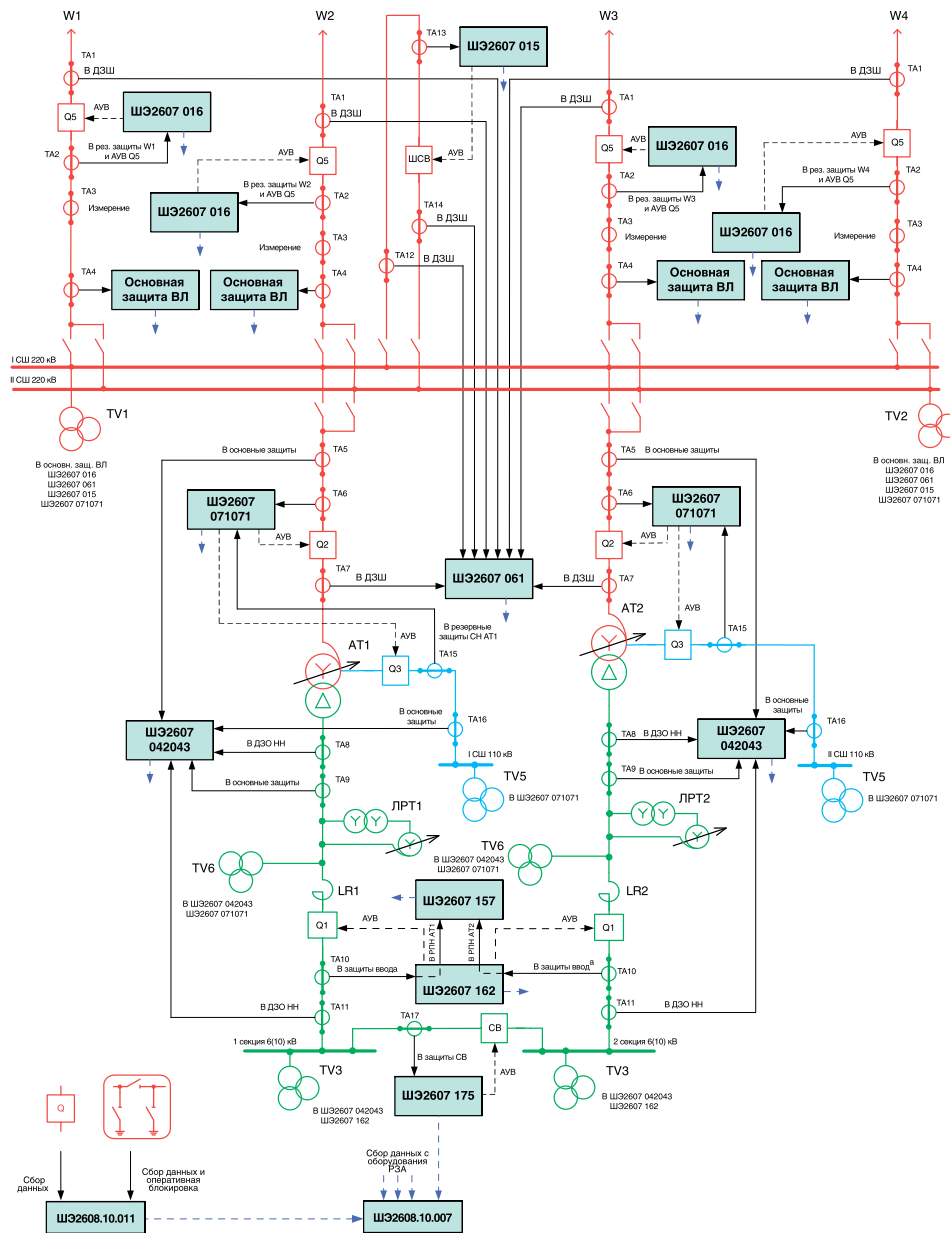 W1
W2
W3
W4
TA13
ШЭ2607 015
TA1
В ДЗШ
TA1
В ДЗШ
TA1
В ДЗШ
TA1
В ДЗШ
Q5
АУВ
ШЭ2607 016
TA2
В рез. защиты W1
и АУВ Q5
Q5
АУВ
ШСВ
АУВ
Q5
АУВ
ШЭ2607 016
Q5
АУВ
TA3
Измерение
В рез. защиты W2
и АУВ Q5
TA2
ШЭ2607 016
TA3
Измерение
TA14
В ДЗШ
TA12
В ДЗШ
TA2
В рез. защиты W3
и АУВ Q5
TA3
Измерение
В рез. защиты W4
и АУВ Q5
TA2
ШЭ2607 016
TA3
Измерение
TA4
Основная
защита ВЛ
Основная
защита ВЛ
TA4
TA4
Основная
защита ВЛ
Основная
защита ВЛ
TA4
I СШ 220 кВ
II СШ 220 кВ
TV1
В основн. защ. ВЛ
ШЭ2607 016
ШЭ2607 061
ШЭ2607 015
ШЭ2607 071071
TV2
В основн. защ. ВЛ
ШЭ2607 016
ШЭ2607 061
ШЭ2607 015
ШЭ2607 071071
В основные защиты
TA5
TA5
В основные защиты
ШЭ2607
071071
TA6
TA6
ШЭ2607
071071
АУВ
Q2
Q2
АУВ
TA7
В ДЗШ
ШЭ2607 061
В ДЗШ
TA7
В резервные
защиты СН АТ1
АТ1
АУВ
Q3
TA15
АТ2
АУВ
Q3
TA15
В основные
защиты
TA16
В основные
защиты
TA16
ШЭ2607
042043
В ДЗО НН
TA8
I СШ 110 кВ
TA8
В ДЗО НН
ШЭ2607
042043
II СШ 110 кВ
В основные защиты
TA9
TV5
В ШЭ2607 071071
TA9
В основные защиты
TV5
В ШЭ2607 071071
ЛРТ1
ЛРТ2
TV6
В ШЭ2607 042043
ШЭ2607 071071
TV6
В ШЭ2607 042043
ШЭ2607 071071
LR1
LR2
ШЭ2607 157
Q1
АУВ
В РПН АТ1
В РПН АТ2
АУВ
Q1
TA10
В защиты ввода
ШЭ2607 162
В защиты ввода
TA10
В ДЗО НН
TA11
TA11
В ДЗО НН
TA17
СВ
1 секция 6(10) кВ
2 секция 6(10) кВ
TV3
В ШЭ2607 042043
ШЭ2607 162
В защиты СВ
АУВ
ШЭ2607 175
TV3
В ШЭ2607 042043
ШЭ2607 162
Q
Сбор
данных
Сбор данных и
оперативная
блокировка
Сбор данных с
оборудования
РЗА
ШЭ2608.10.011
ШЭ2608.10.007